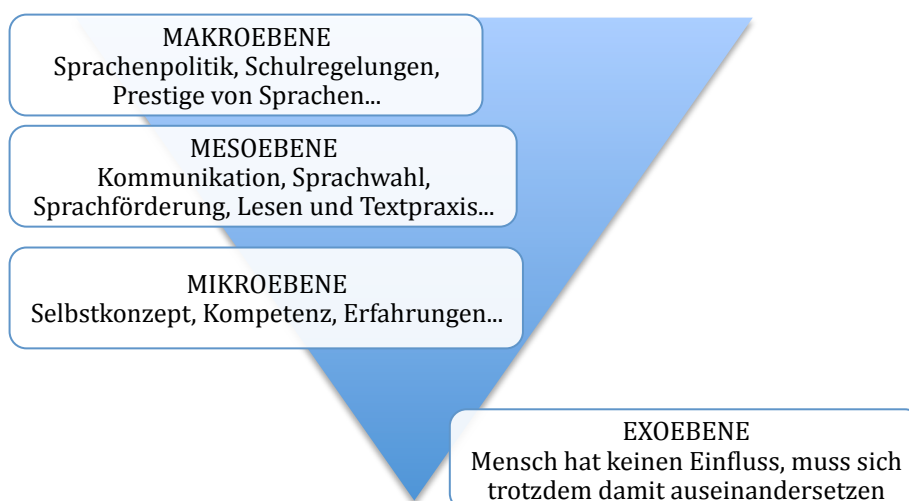 MAKROEBENE
Sprachenpolitik, Schulregelungen,
Prestige von Sprachen...
MESOEBENE
Kommunikation, Sprachwahl,
Sprachförderung, Lesen und Textpraxis...
MIKROEBENE
Selbstkonzept, Kompetenz, Erfahrungen...
EXOEBENE
Mensch hat keinen Einfluss, muss sich
trotzdem damit auseinandersetzen